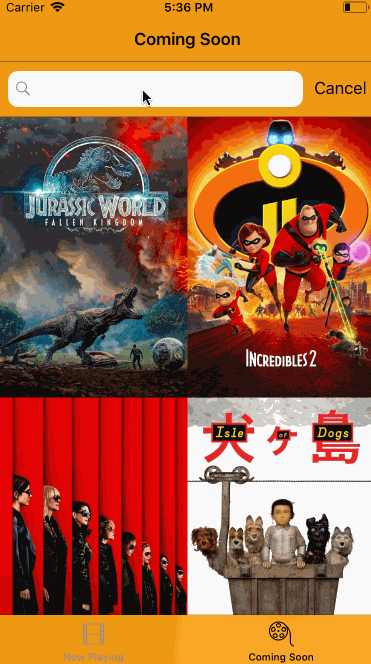 Carrier 5:36 PM
Coming Soon
Cancel
JURASSIC WORLD
FALLEN KINGDOM
INCREDIBLES 2
犬ヶ島
Isle of Dogs
Now Playing
Coming Soon